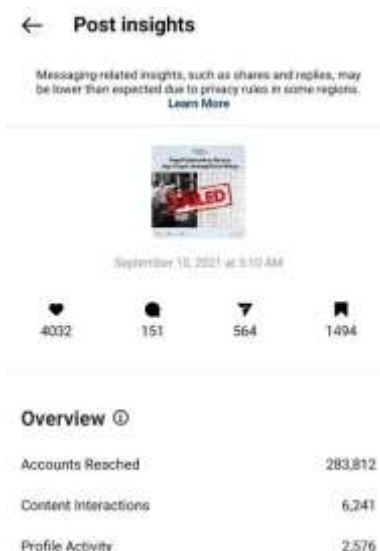 Post insights
Messaging-related insights, such as shares and replies, may
be lower than expected due to privacy rules in some regions.
Learn More
September 10, 2021 at 3:10 AM
4032 151 564 1494
Overview
Accounts Reached 283,812
Content Interactions 6,241
Profile Activity 2,576